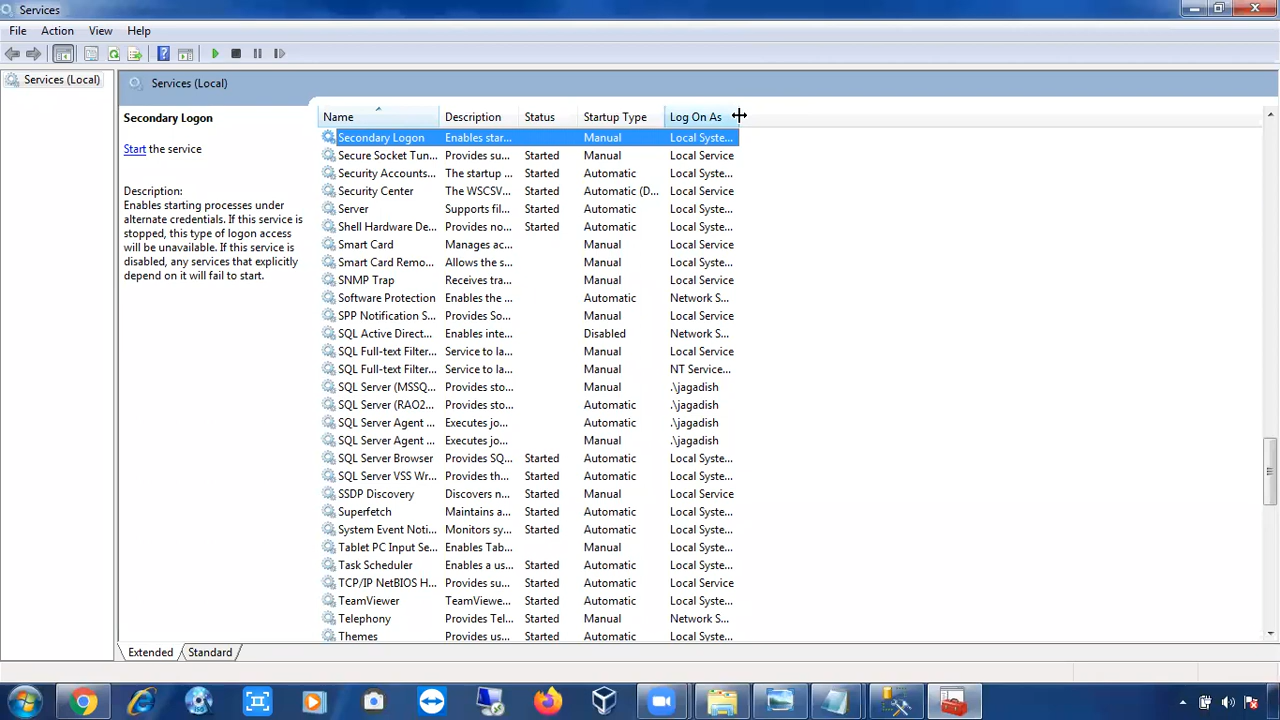 Services
File Action View Help
Services (Local)
Services (Local)
Secondary Logon
Start the service
Description:
Enables starting processes under
alternate credentials. If this service is
stopped, this type of logon access
will be unavailable. If this service is
disabled, any services that explicitly
depend on it will fail to start.
Name Description Status Startup Type Log On As
Secondary Logon Enables star... Manual Local Syste...
Secure Socket Tun... Provides su... Started Manual Local Service
Security Accounts... The startup ... Started Automatic Local Syste...
Security Center The WSCSV... Started Automatic (D... Local Service
Server Supports fil... Started Automatic Local Syste...
Shell Hardware De... Provides no... Started Automatic Local Syste...
Smart Card Manages ac... Manual Local Service
Smart Card Remo... Allows the s... Manual Local Syste...
SNMP Trap Receives tra... Manual Local Service
Software Protection Enables the ... Automatic Network S...
SPP Notification S... Provides So... Manual Local Service
SQL Active Direct... Enables inte... Disabled Network S...
SQL Full-text Filter... Service to la... Manual Local Service
SQL Full-text Filter... Service to la... Manual NT Service...
SQL Server (MSSQ... Provides sto... Manual .\jagadish
SQL Server (RAO2... Provides sto... Automatic .\jagadish
SQL Server Agent ... Executes jo... Automatic .\jagadish
SQL Server Agent ... Executes jo... Manual .\jagadish
SQL Server Browser Provides SQ... Started Automatic Local Syste...
SQL Server VSS Wr... Provides th... Started Automatic Local Syste...
SSDP Discovery Discovers n... Started Manual Local Service
Superfetch Maintains a... Started Automatic Local Syste...
System Event Noti... Monitors sy... Started Automatic Local Syste...
Tablet PC Input Se... Enables Tab... Manual Local Syste...
Task Scheduler Enables a us... Started Automatic Local Syste...
TCP/IP NetBIOS H... Provides su... Started Automatic Local Service
TeamViewer TeamViewe... Started Automatic Local Syste...
Telephony Provides Tel... Started Manual Network S...
Themes Provides us... Started Automatic Local Syste...
Extended Standard